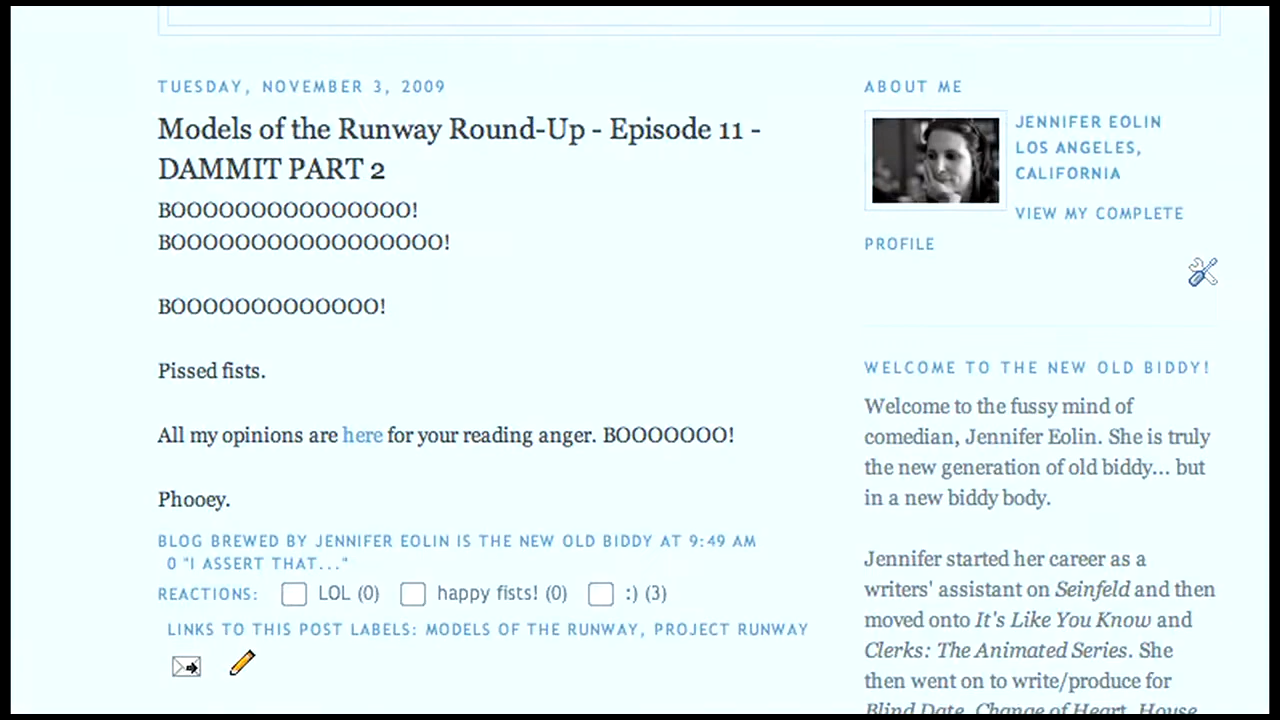 TUESDAY, NOVEMBER 3, 2009
Models of the Runway Round-Up - Episode 11 -
DAMMIT PART 2
BOOOOOOOOOOOOOOO!
BOOOOOOOOOOOOOOOOO!
BOOOOOOOOOOOOO!
Pissed fists.
All my opinions are here for your reading anger. BOOOOOOO!
Phooey.
BLOG BREWED BY JENNIFER EOLIN IS THE NEW OLD BIDDY AT 9:49 AM
0 "I ASSERT THAT..."
REACTIONS: LOL (0) happy fists! (0) :) (3)
LINKS TO THIS POST LABELS: MODELS OF THE RUNWAY, PROJECT RUNWAY
ABOUT ME
JENNIFER EOLIN
LOS ANGELES,
CALIFORNIA
VIEW MY COMPLETE
PROFILE
WELCOME TO THE NEW OLD BIDDY!
Welcome to the fussy mind of
comedian, Jennifer Eolin. She is truly
the new generation of old biddy... but
in a new biddy body.
Jennifer started her career as a
writers' assistant on Seinfeld and then
moved onto It's Like You Know and
Clerks: The Animated Series. She
then went on to write/produce for
Blind Date, Change of Heart, House